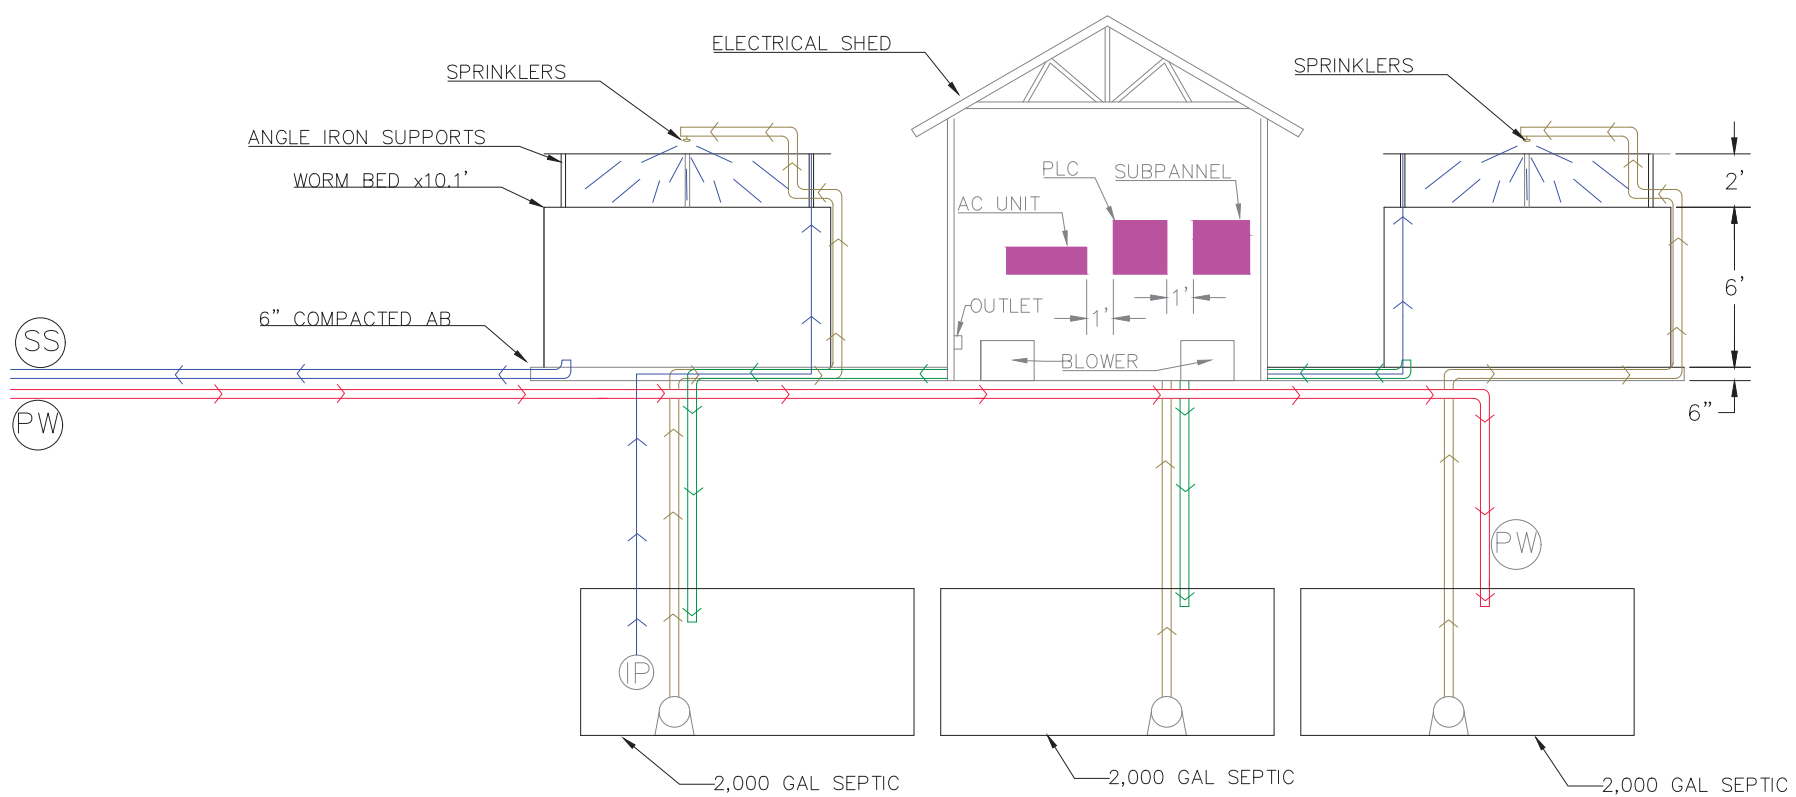 ELECTRICAL SHED
SPRINKLERS
SPRINKLERS
ANGLE IRON SUPPORTS
WORM BED x10.1'
PLC
SUBPANNEL
AC UNIT
2'
6'
1'
1'
OUTLET
6" COMPACTED AB
SS
BLOWER
PW
6"
PW
IP
2,000 GAL SEPTIC
2,000 GAL SEPTIC
2,000 GAL SEPTIC